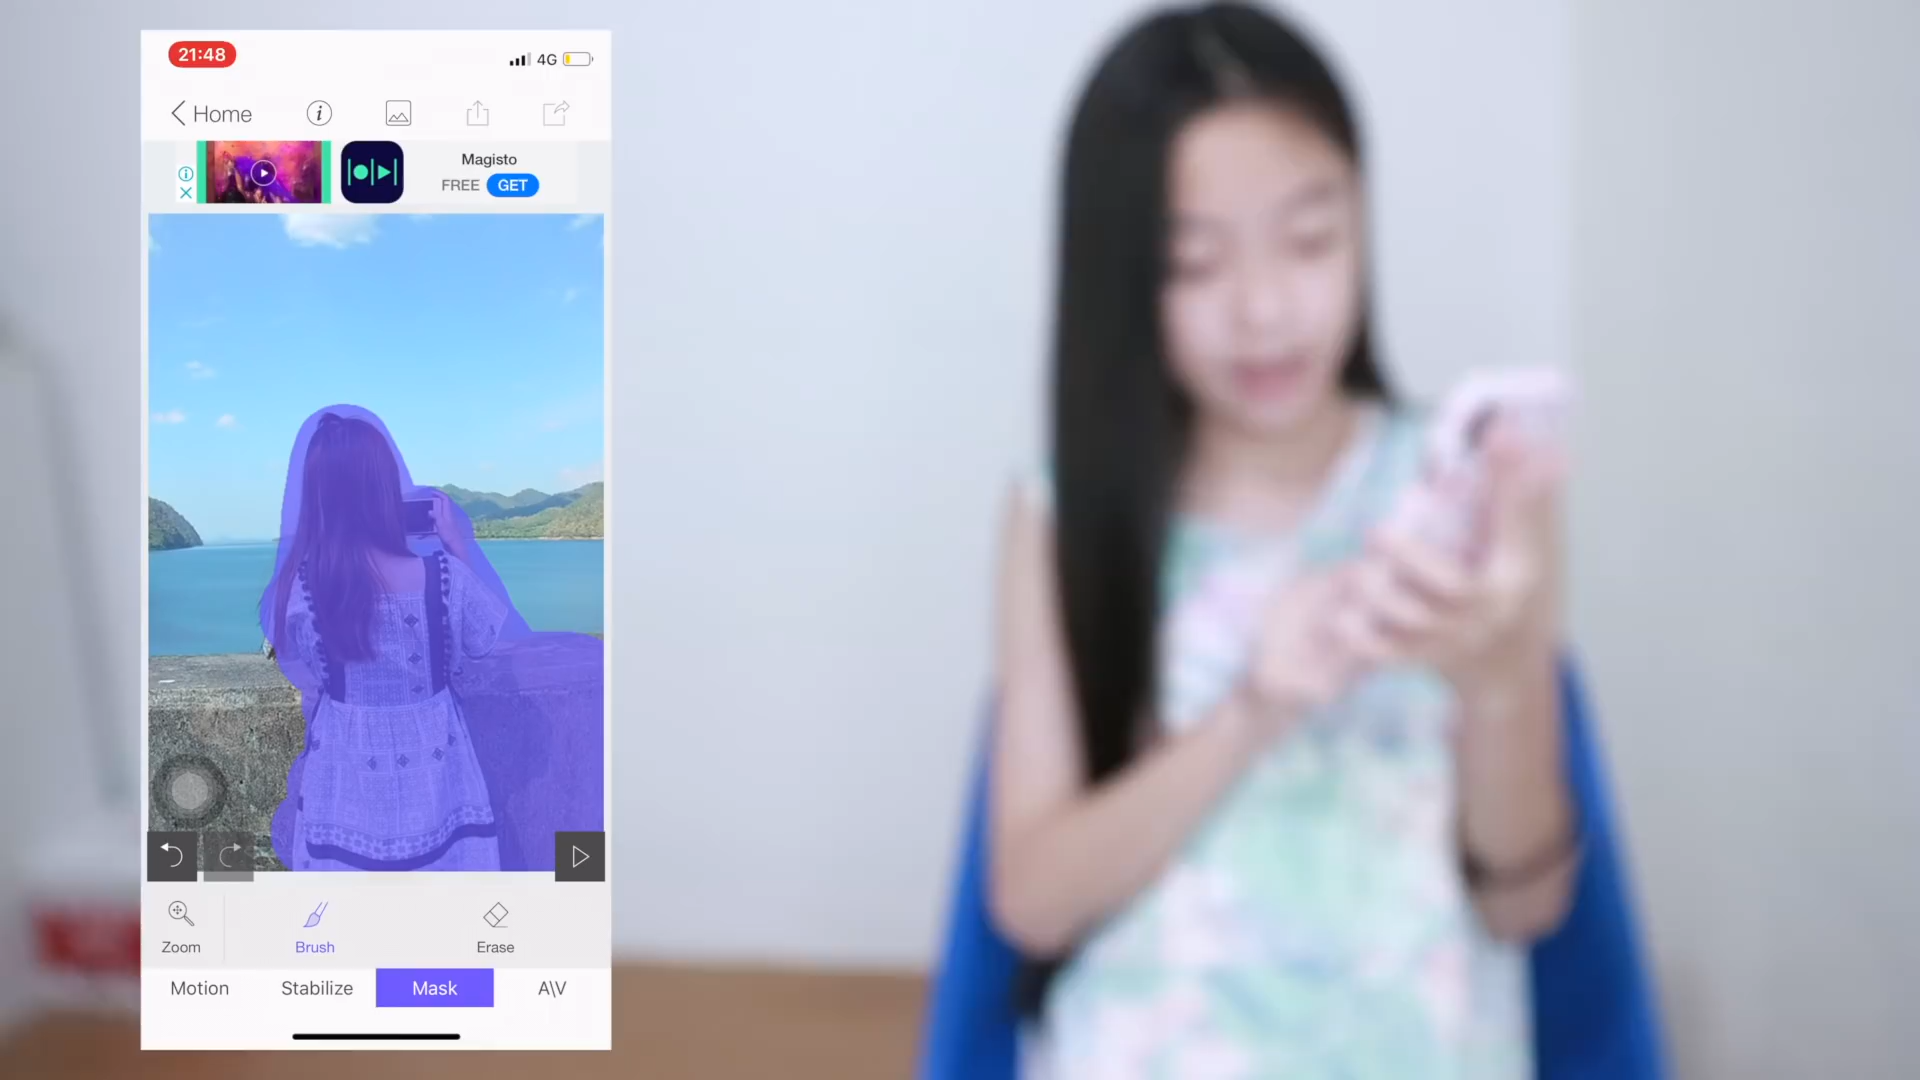 21:48
4G
Home
Magisto
FREE GET
Zoom
Brush
Erase
Motion
Stabilize
Mask
A\V